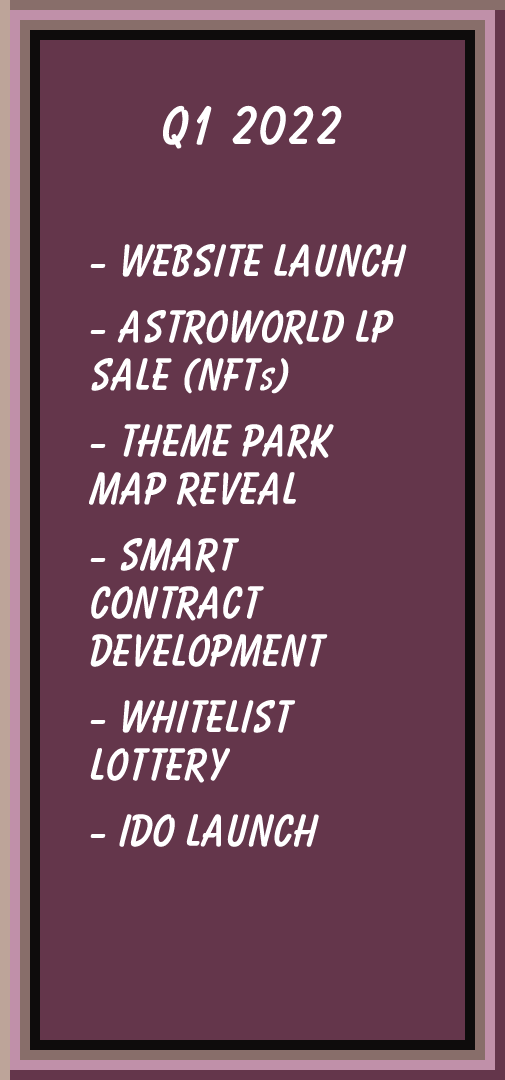 Q1 2022
- WEBSITE LAUNCH
- ASTROWORLD LP
SALE (NFTs)
- THEME PARK
MAP REVEAL
- SMART
CONTRACT
DEVELOPMENT
- WHITELIST
LOTTERY
- IDO LAUNCH